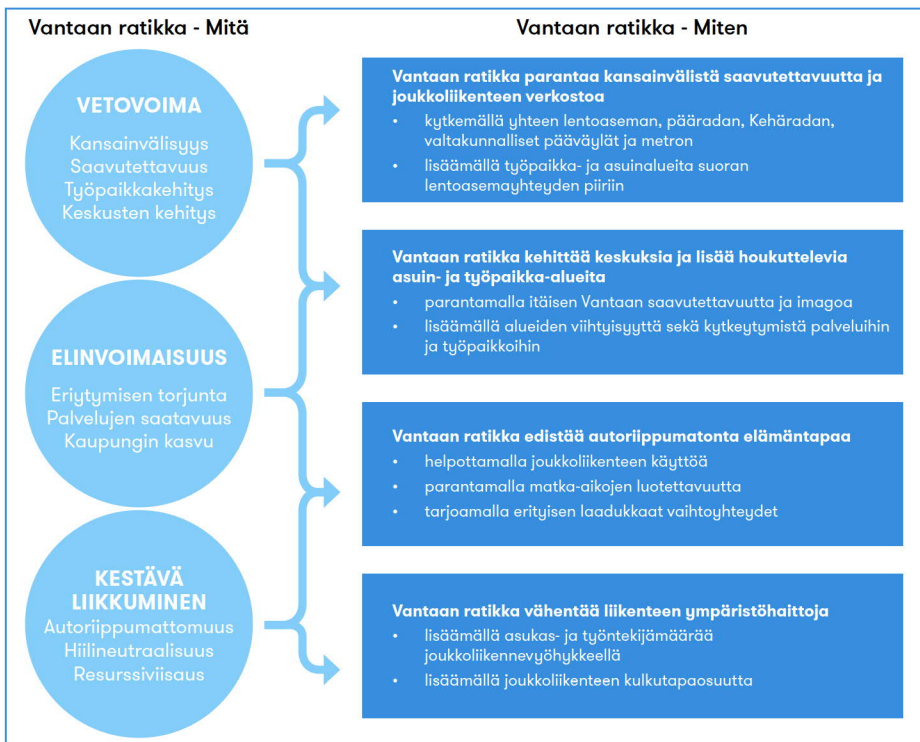 Vantaan ratikka - Mitä
VETOVOIMA
Kansainvälisyys
Saavutettavuus
Työpaikkakehitys
Keskusten kehitys
ELINVOIMAISUUS
Eriytymisen torjunta
Palvelujen saatavuus
Kaupungin kasvu
KESTÄVÄ
LIIKKUMINEN
Autoriippumattomuus
Hiilineutraalisuus
Resurssiviisaus
Vantaan ratikka - Miten
Vantaan ratikka parantaa kansainvälistä saavutettavuutta ja
joukkoliikenteen verkostoa
• kytkemällä yhteen lentoaseman, pääradan, Kehäradan,
valtakunnalliset pääväylät ja metron
• lisäämällä työpaikka- ja asuinalueita suoran
lentoasemayhteyden piiriin
Vantaan ratikka kehittää keskuksia ja lisää houkuttelevia
asuin- ja työpaikka-alueita
• parantamalla itäisen Vantaan saavutettavuutta ja imagoa
• lisäämällä alueiden viihtyisyyttä sekä kytkeytymistä palveluihin
ja työpaikkoihin
Vantaan ratikka edistää autoriippumatonta elämäntapaa
• helpottamalla joukkoliikenteen käyttöä
• parantamalla matka-aikojen luotettavuutta
• tarjoamalla erityisen laadukkaat vaihtoyhteydet
Vantaan ratikka vähentää liikenteen ympäristöhaittoja
• lisäämällä asukas- ja työntekijämäärää
joukkoliikennevyöhykkeellä
• lisäämällä joukkoliikenteen kulkutapaosuutta